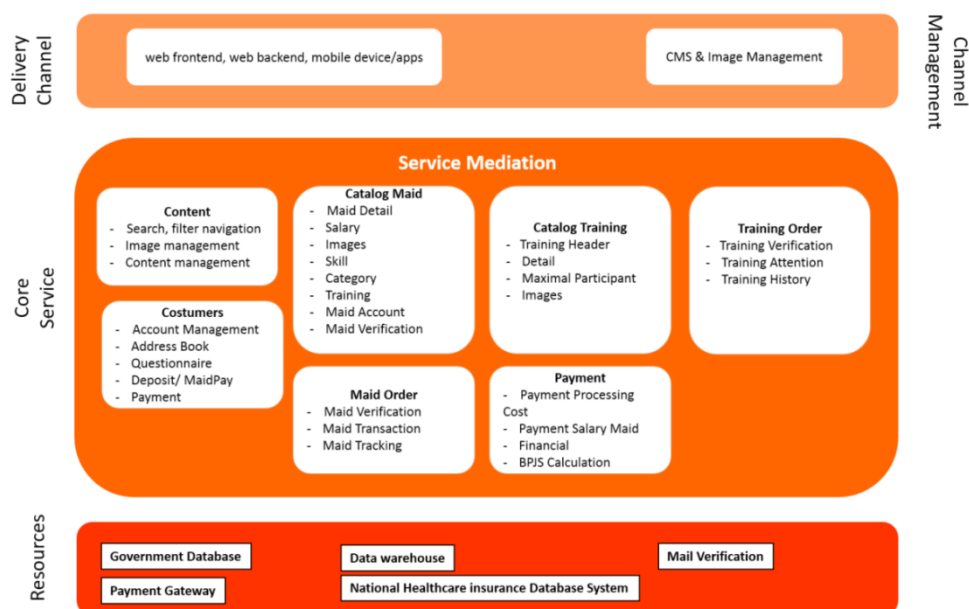 Delivery
Channel
web frontend, web backend, mobile device/apps
CMS & Image Management
Channel
Management
Core
Service
Service Mediation
Content
- Search, filter navigation
- Image management
- Content management
Costumers
- Account Management
- Address Book
- Questionnaire
- Deposit/ MaidPay
- Payment
Catalog Maid
- Maid Detail
- Salary
- Images
- Skill
- Category
- Training
- Maid Account
- Maid Verification
Maid Order
- Maid Verification
- Maid Transaction
- Maid Tracking
Catalog Training
- Training Header
- Detail
- Maximal Participant
- Images
Payment
- Payment Processing
Cost
- Payment Salary Maid
- Financial
- BPJS Calculation
Training Order
- Training Verification
- Training Attention
- Training History
Resources
Government Database
Data warehouse
Mail Verification
Payment Gateway
National Healthcare insurance Database System